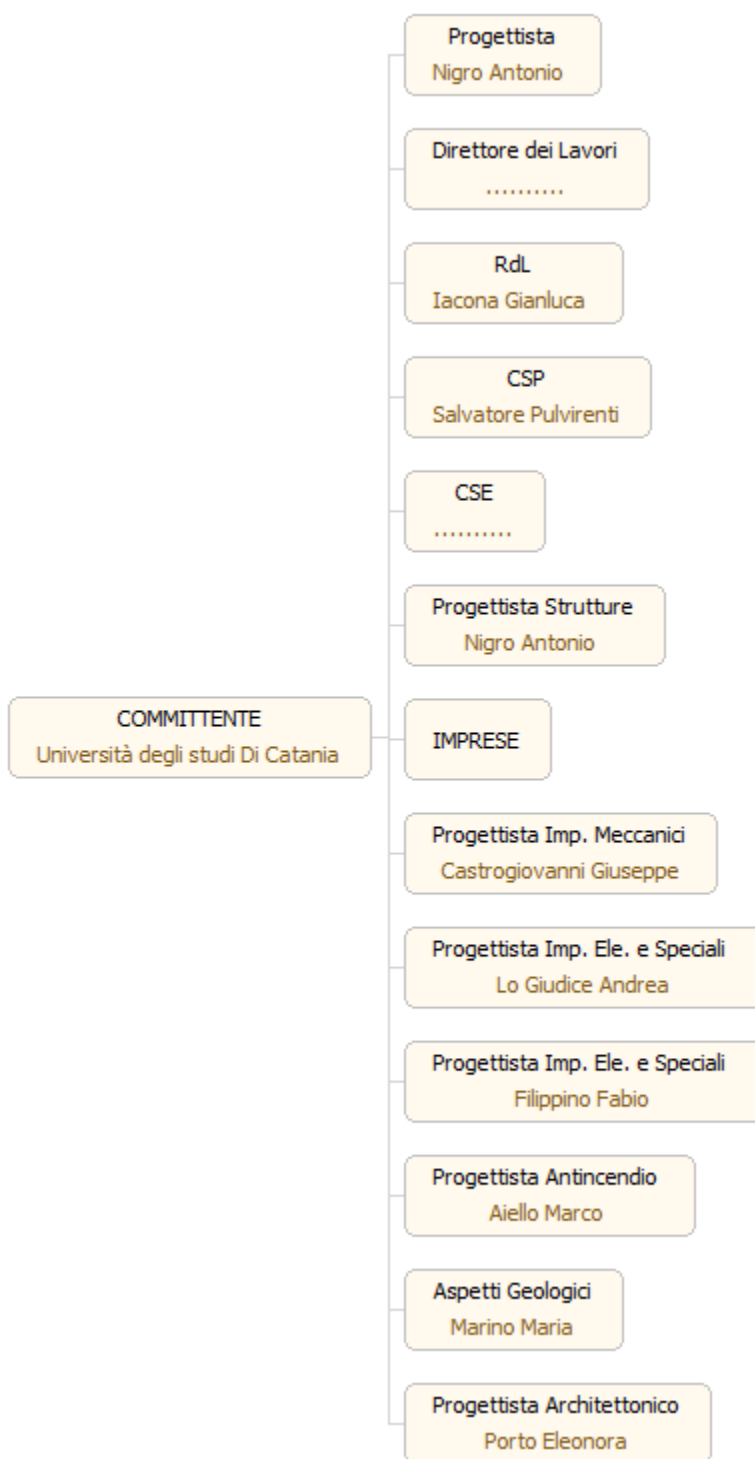 Progettista
Nigro Antonio
Direttore dei Lavori
..........
RdL
Iacona Gianluca
CSP
Salvatore Pulvirenti
CSE
..........
Progettista Strutture
Nigro Antonio
COMMITTENTE
Università degli studi Di Catania
IMPRESE
Progettista Imp. Meccanici
Castrogiovanni Giuseppe
Progettista Imp. Ele. e Speciali
Lo Giudice Andrea
Progettista Imp. Ele. e Speciali
Filippino Fabio
Progettista Antincendio
Aiello Marco
Aspetti Geologici
Marino Maria
Progettista Architettonico
Porto Eleonora